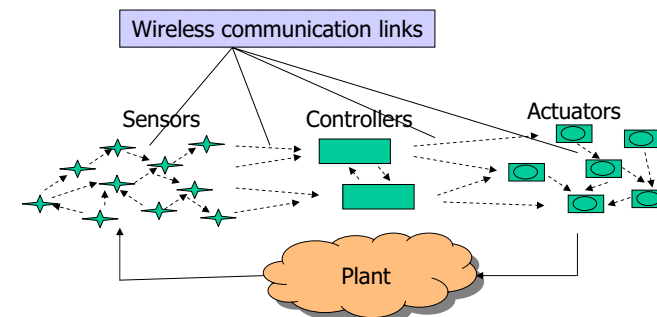 Wireless communication links
Sensors
Controllers
Actuators
Plant